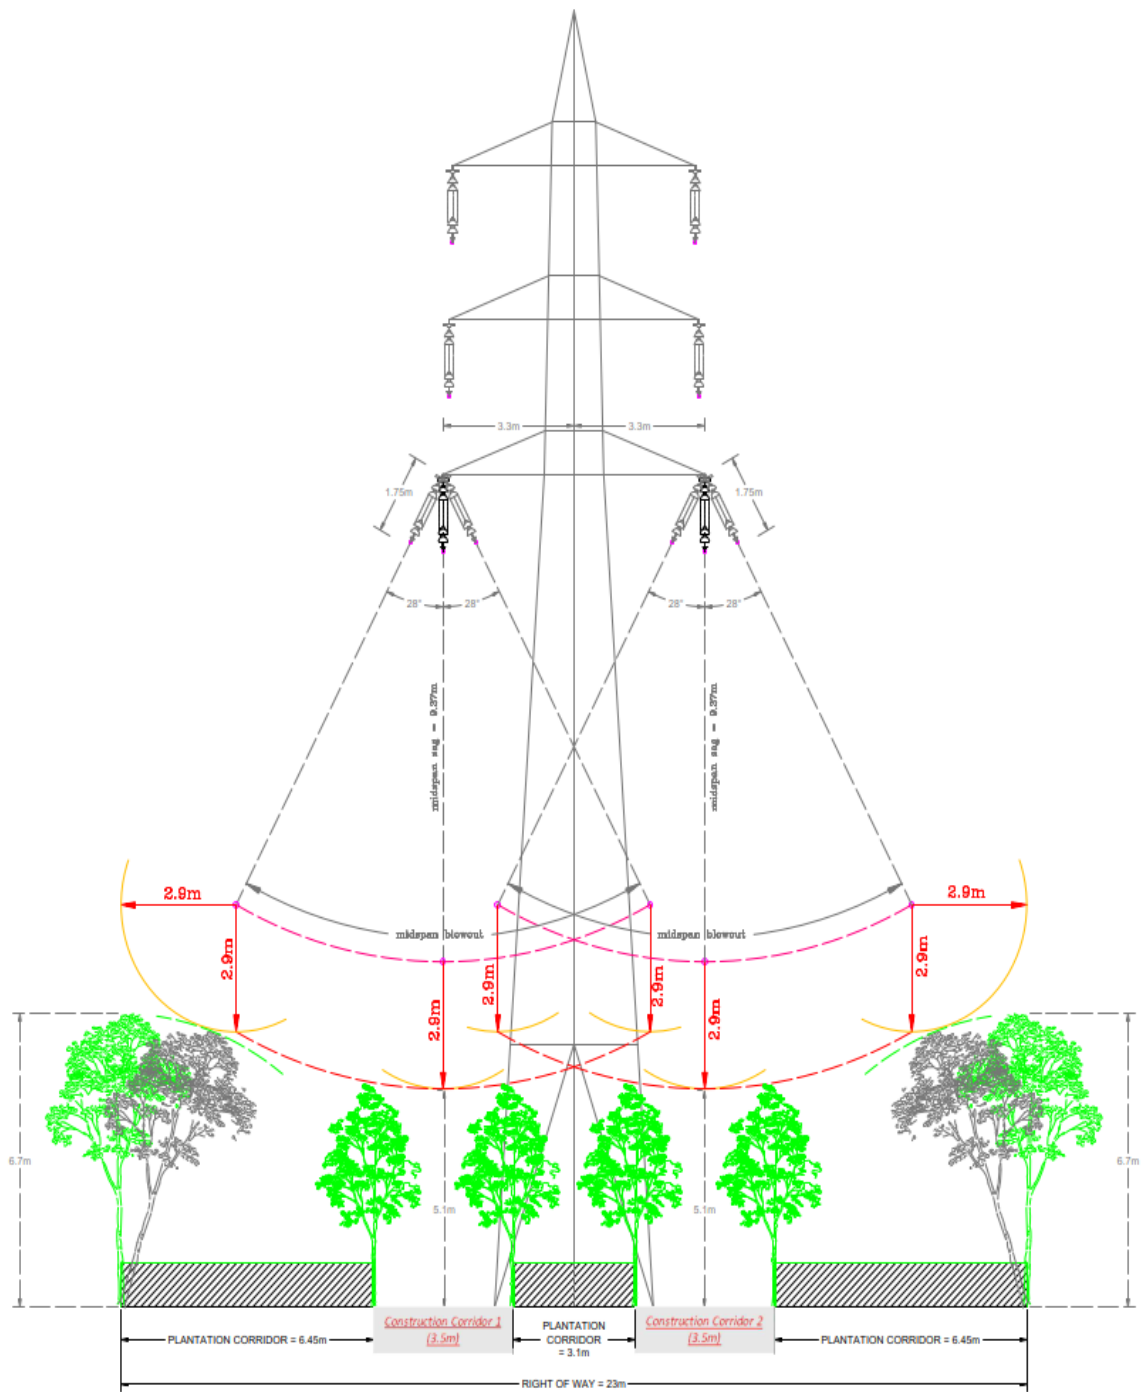 3.3m
3.3m
1.75m
1.75m
28°
28°
28°
28°
midspan sag = 9.27m
midspan sag = 9.27m
2.9m
2.9m
midspan blowout
midspan blowout
2.9m
2.9m
2.9m
2.9m
2.9m
2.9m
6.7m
5.1m
5.1m
6.7m
Construction Corridor 1
(3.5m)
PLANTATION
CORRIDOR
= 3.1m
Construction Corridor 2
(3.5m)
PLANTATION CORRIDOR = 6.45m
PLANTATION CORRIDOR = 6.45m
RIGHT OF WAY = 23m